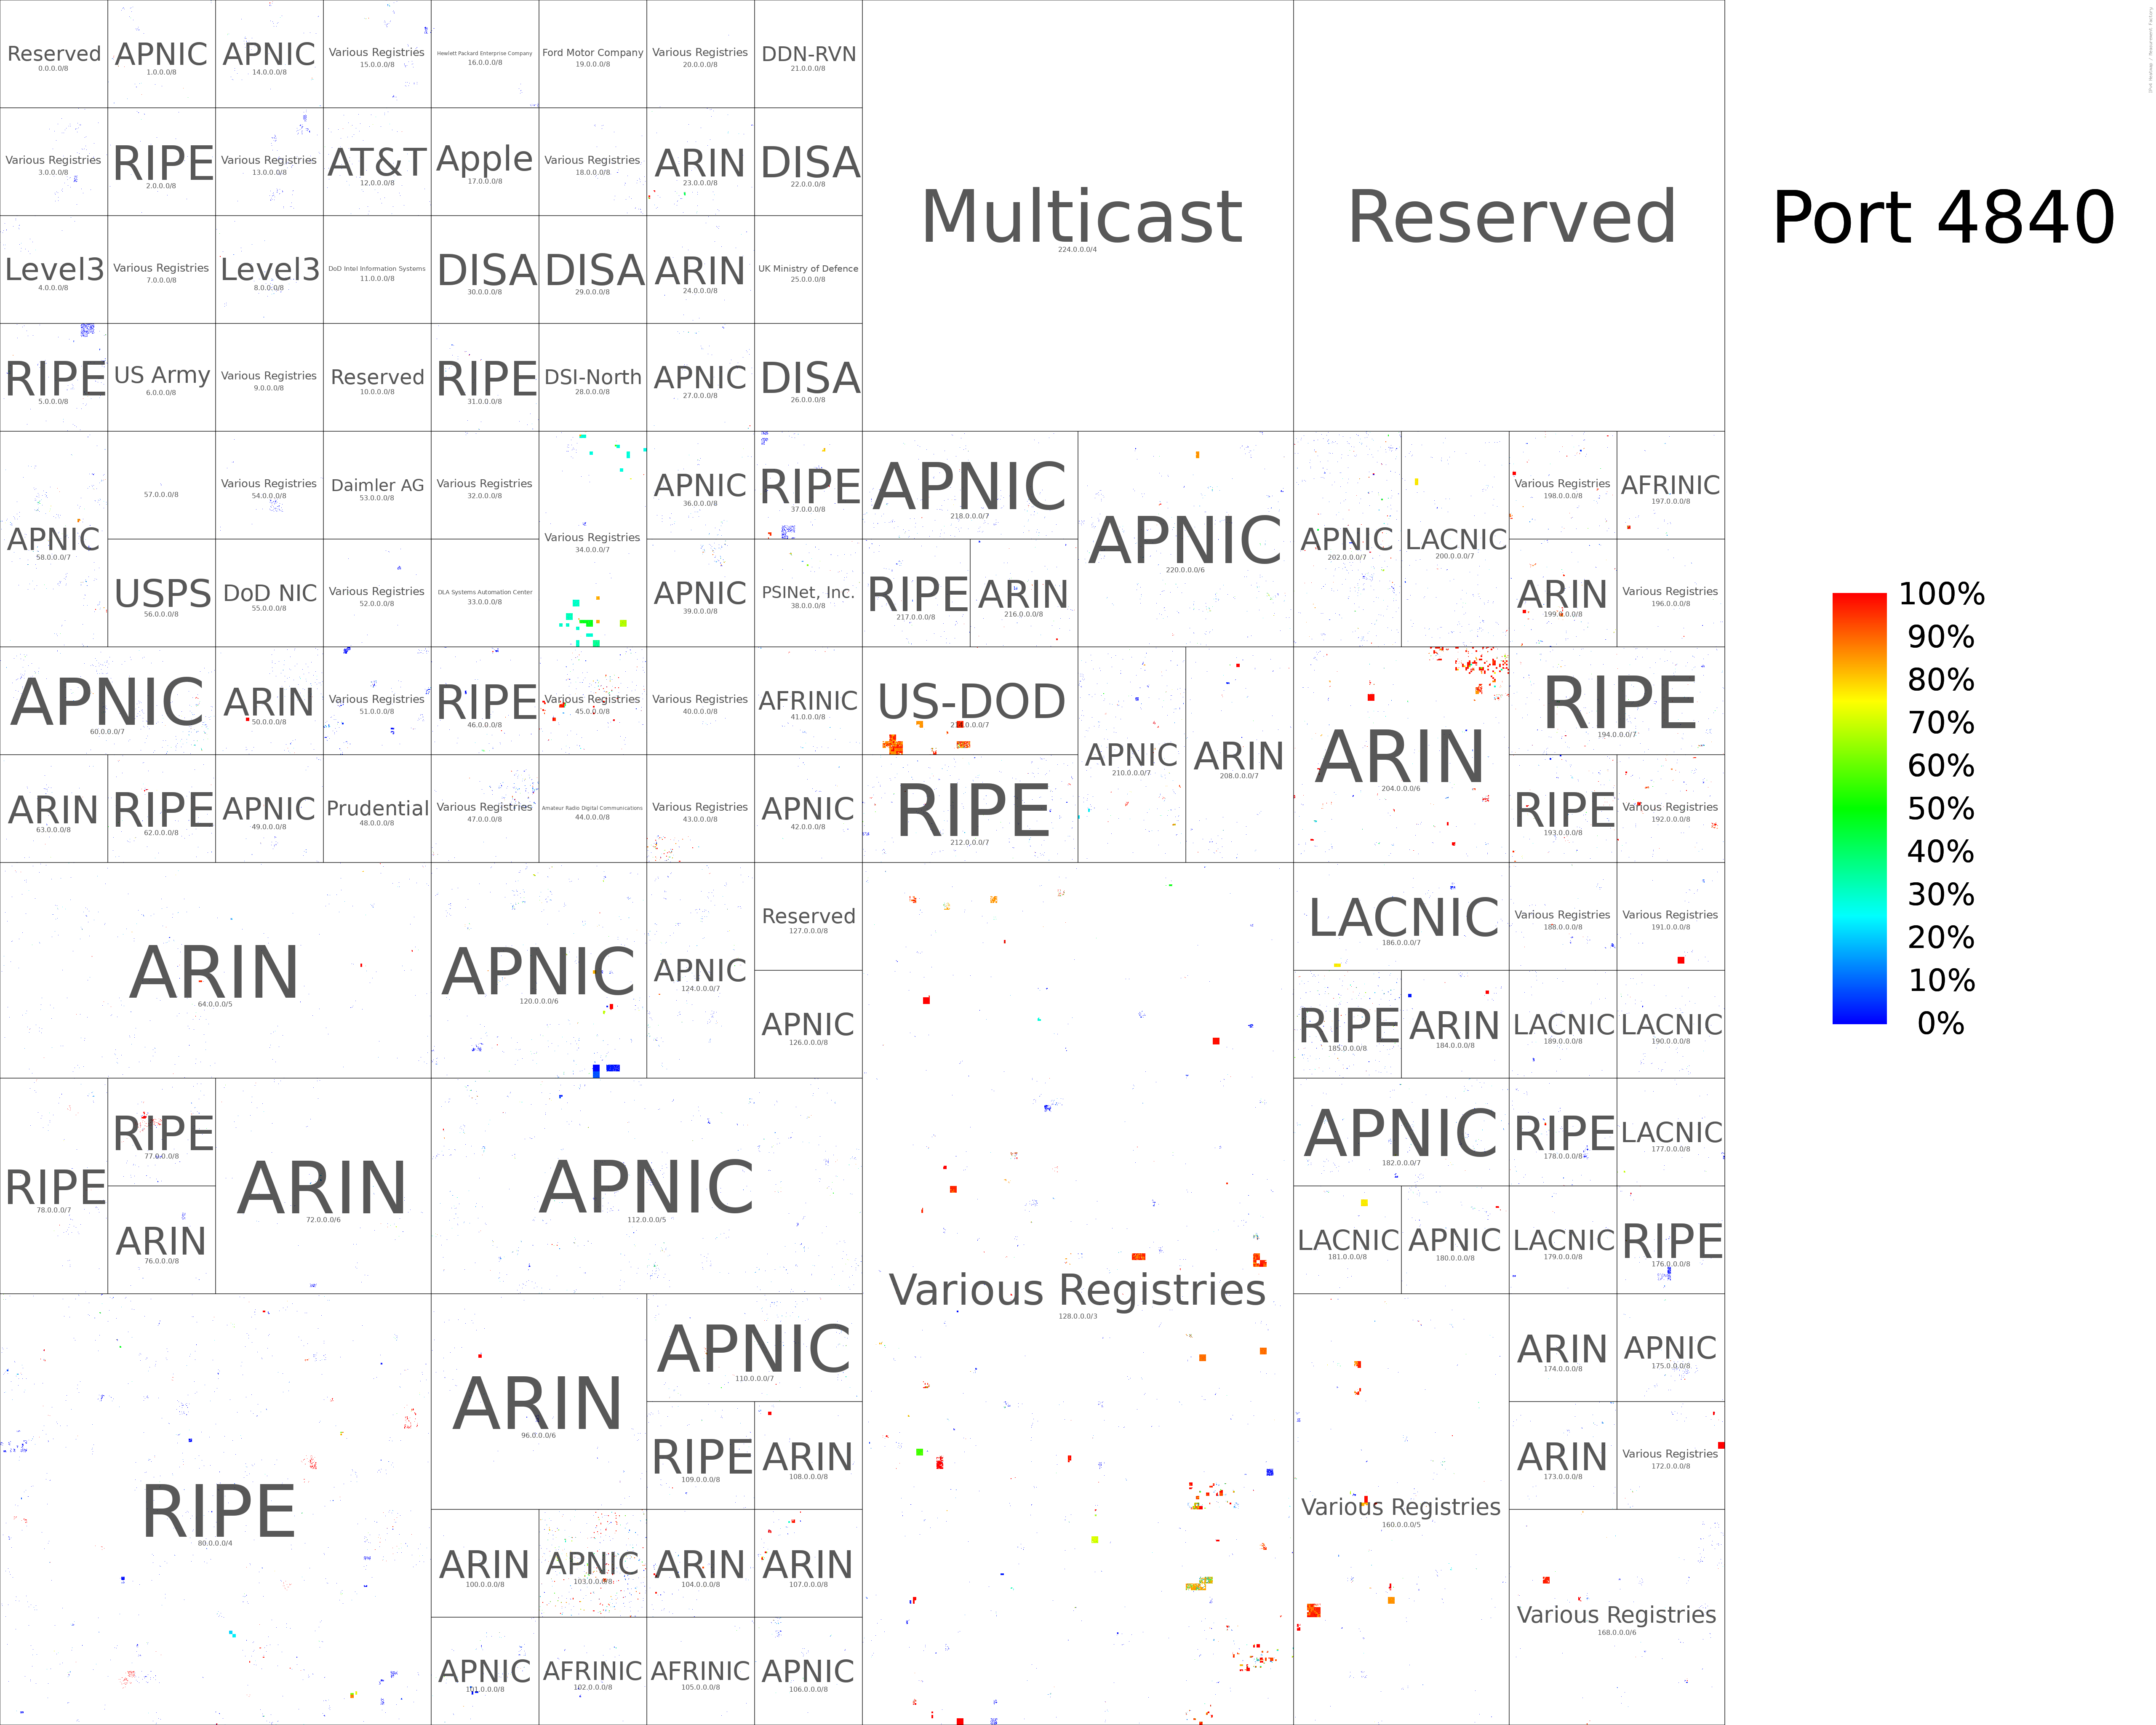 Reserved
0.0.0.0/8
APNIC
1.0.0.0/8
APNIC
14.0.0.0/8
Various Registries
15.0.0.0/8
Hewlett Packard Enterprise Company
16.0.0.0/8
Ford Motor Company
19.0.0.0/8
Various Registries
20.0.0.0/8
DDN-RVN
21.0.0.0/8
Various Registries
3.0.0.0/8
RIPE
2.0.0.0/8
Various Registries
13.0.0.0/8
AT&T
12.0.0.0/8
Apple
17.0.0.0/8
Various Registries
18.0.0.0/8
ARIN
23.0.0.0/8
DISA
22.0.0.0/8
Multicast
224.0.0.0/4
Reserved
Port 4840
Level3
4.0.0.0/8
Various Registries
7.0.0.0/8
Level3
8.0.0.0/8
DoD Intel Information Systems
11.0.0.0/8
DISA
30.0.0.0/8
DISA
29.0.0.0/8
ARIN
24.0.0.0/8
UK Ministry of Defence
25.0.0.0/8
RIPE
5.0.0.0/8
US Army
6.0.0.0/8
Various Registries
9.0.0.0/8
Reserved
10.0.0.0/8
RIPE
31.0.0.0/8
DSI-North
28.0.0.0/8
APNIC
27.0.0.0/8
DISA
26.0.0.0/8
APNIC
58.0.0.0/7
57.0.0.0/8
Various Registries
54.0.0.0/8
Daimler AG
53.0.0.0/8
Various Registries
32.0.0.0/8
Various Registries
34.0.0.0/7
APNIC
36.0.0.0/8
RIPE
37.0.0.0/8
APNIC
218.0.0.0/7
APNIC
220.0.0.0/6
APNIC
202.0.0.0/7
LACNIC
200.0.0.0/7
Various Registries
198.0.0.0/8
AFRINIC
197.0.0.0/8
USPS
56.0.0.0/8
DoD NIC
55.0.0.0/8
Various Registries
52.0.0.0/8
DLA Systems Automation Center
33.0.0.0/8
APNIC
39.0.0.0/8
PSINet, Inc.
38.0.0.0/8
RIPE
217.0.0.0/8
ARIN
216.0.0.0/8
ARIN
199.0.0.0/8
Various Registries
196.0.0.0/8
100%
90%
80%
70%
60%
50%
40%
30%
20%
10%
0%
APNIC
60.0.0.0/7
ARIN
50.0.0.0/8
Various Registries
51.0.0.0/8
RIPE
46.0.0.0/8
Various Registries
45.0.0.0/8
Various Registries
40.0.0.0/8
AFRINIC
41.0.0.0/8
US-DOD
APNIC
210.0.0.0/7
ARIN
208.0.0.0/7
ARIN
204.0.0.0/6
RIPE
194.0.0.0/7
ARIN
63.0.0.0/8
RIPE
62.0.0.0/8
APNIC
49.0.0.0/8
Prudential
48.0.0.0/8
Various Registries
47.0.0.0/8
Amateur Radio Digital Communications
44.0.0.0/8
Various Registries
43.0.0.0/8
APNIC
42.0.0.0/8
RIPE
212.0.0.0/7
RIPE
193.0.0.0/8
Various Registries
192.0.0.0/8
ARIN
64.0.0.0/5
APNIC
120.0.0.0/6
APNIC
124.0.0.0/7
Reserved
127.0.0.0/8
APNIC
126.0.0.0/8
LACNIC
186.0.0.0/7
Various Registries
188.0.0.0/8
Various Registries
191.0.0.0/8
RIPE
185.0.0.0/8
ARIN
184.0.0.0/8
LACNIC
189.0.0.0/8
LACNIC
190.0.0.0/8
RIPE
78.0.0.0/7
RIPE
77.0.0.0/8
ARIN
76.0.0.0/8
ARIN
72.0.0.0/6
APNIC
112.0.0.0/5
Various Registries
128.0.0.0/3
APNIC
182.0.0.0/7
RIPE
178.0.0.0/8
LACNIC
177.0.0.0/8
LACNIC
181.0.0.0/8
APNIC
180.0.0.0/8
LACNIC
179.0.0.0/8
RIPE
176.0.0.0/8
RIPE
80.0.0.0/4
ARIN
96.0.0.0/6
APNIC
110.0.0.0/7
RIPE
109.0.0.0/8
ARIN
108.0.0.0/8
Various Registries
160.0.0.0/5
ARIN
174.0.0.0/8
APNIC
175.0.0.0/8
ARIN
173.0.0.0/8
Various Registries
172.0.0.0/8
ARIN
100.0.0.0/8
APNIC
103.0.0.0/8
ARIN
104.0.0.0/8
ARIN
107.0.0.0/8
Various Registries
168.0.0.0/6
APNIC
101.0.0.0/8
AFRINIC
102.0.0.0/8
AFRINIC
105.0.0.0/8
APNIC
106.0.0.0/8